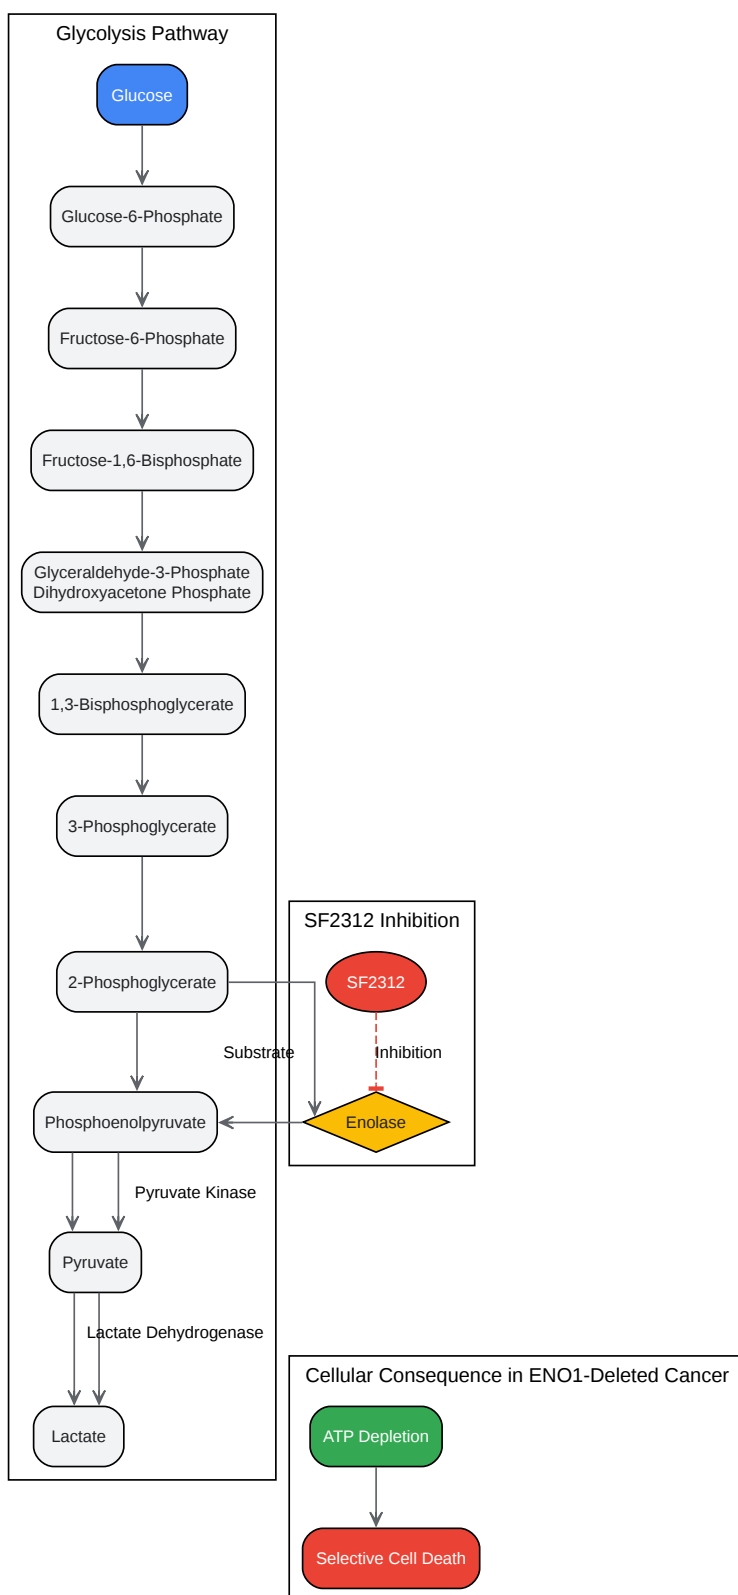 Glycolysis Pathway
Glucose
Glucose-6-Phosphate
Fructose-6-Phosphate
Fructose-1,6-Bisphosphate
Glyceraldehyde-3-Phosphate
Dihydroxyacetone Phosphate
1,3-Bisphosphoglycerate
3-Phosphoglycerate
2-Phosphoglycerate
SF2312 Inhibition
SF2312
Substrate
Inhibition
Phosphoenolpyruvate
Enolase
Pyruvate Kinase
Pyruvate
Lactate Dehydrogenase
Lactate
Cellular Consequence in ENO1-Deleted Cancer
ATP Depletion
Selective Cell Death